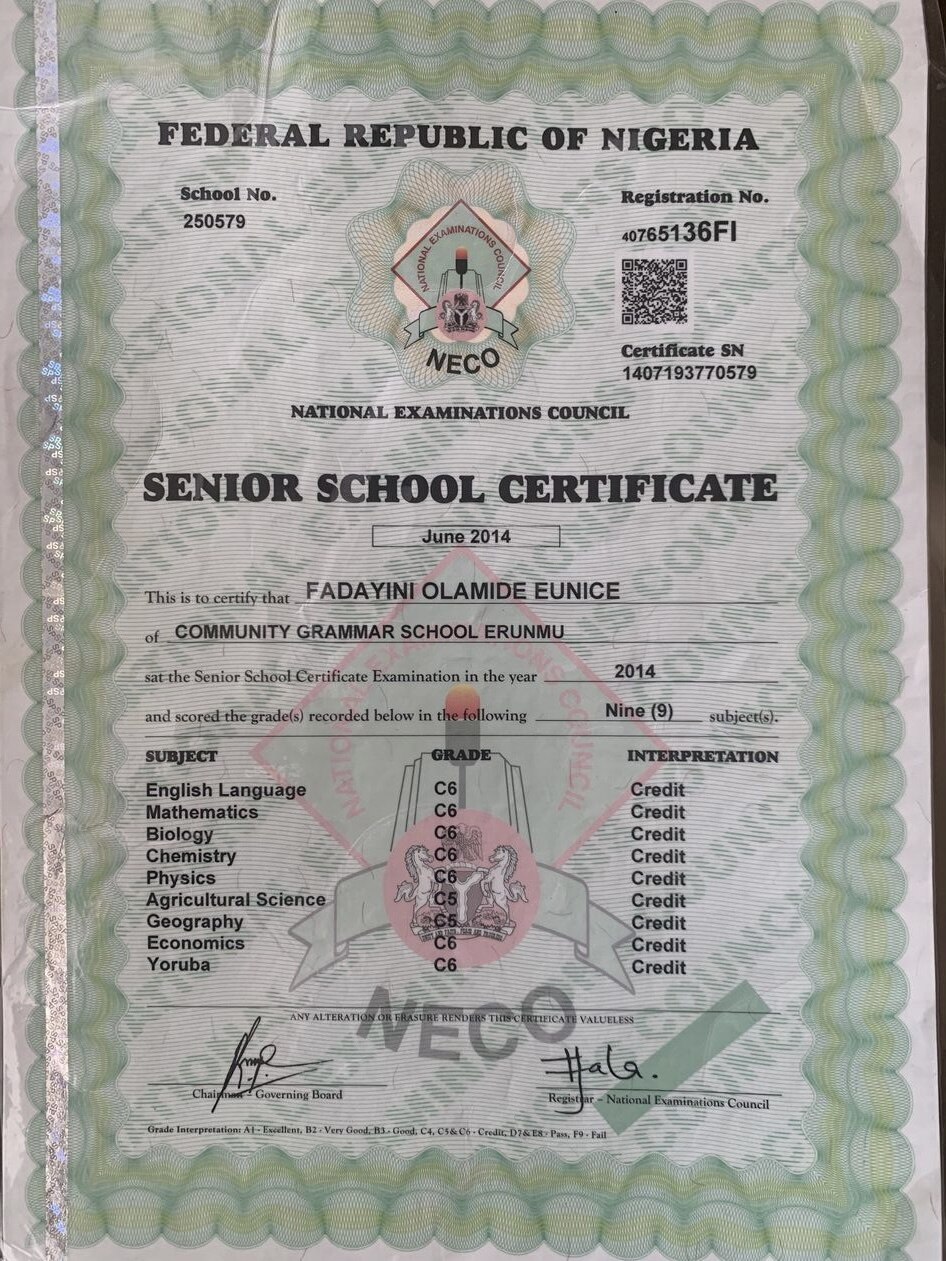 FEDERAL REPUBLIC OF NIGERIA
School No.
250579
Registration No.
40765136FI
NATIONAL EXAMINATIONS COUNCIL
NECO
Certificate SN
1407193770579
NATIONAL EXAMINATIONS COUNCIL
SENIOR SCHOOL CERTIFICATE
June 2014
This is to certify that FADAYINI OLAMIDE EUNICE
of COMMUNITY GRAMMAR SCHOOL ERUNMU
sat the Senior School Certificate Examination in the year 2014
and scored the grade(s) recorded below in the following Nine (9) subject(s).
SUBJECT GRADE INTERPRETATION
English Language C6 Credit
Mathematics C6 Credit
Biology C6 Credit
Chemistry C6 Credit
Physics C6 Credit
Agricultural Science C5 Credit
Geography C5 Credit
Economics C6 Credit
Yoruba C6 Credit
NECO
ANY ALTERATION OR ERASURE RENDERS THIS CERTIFICATE VALUELESS
Chairman - Governing Board
Registrar - National Examinations Council
Grade Interpretation: A1 - Excellent, B2 - Very Good, B3 - Good, C4, C5 & C6 - Credit, D7 & E8 - Pass, F9 - Fail